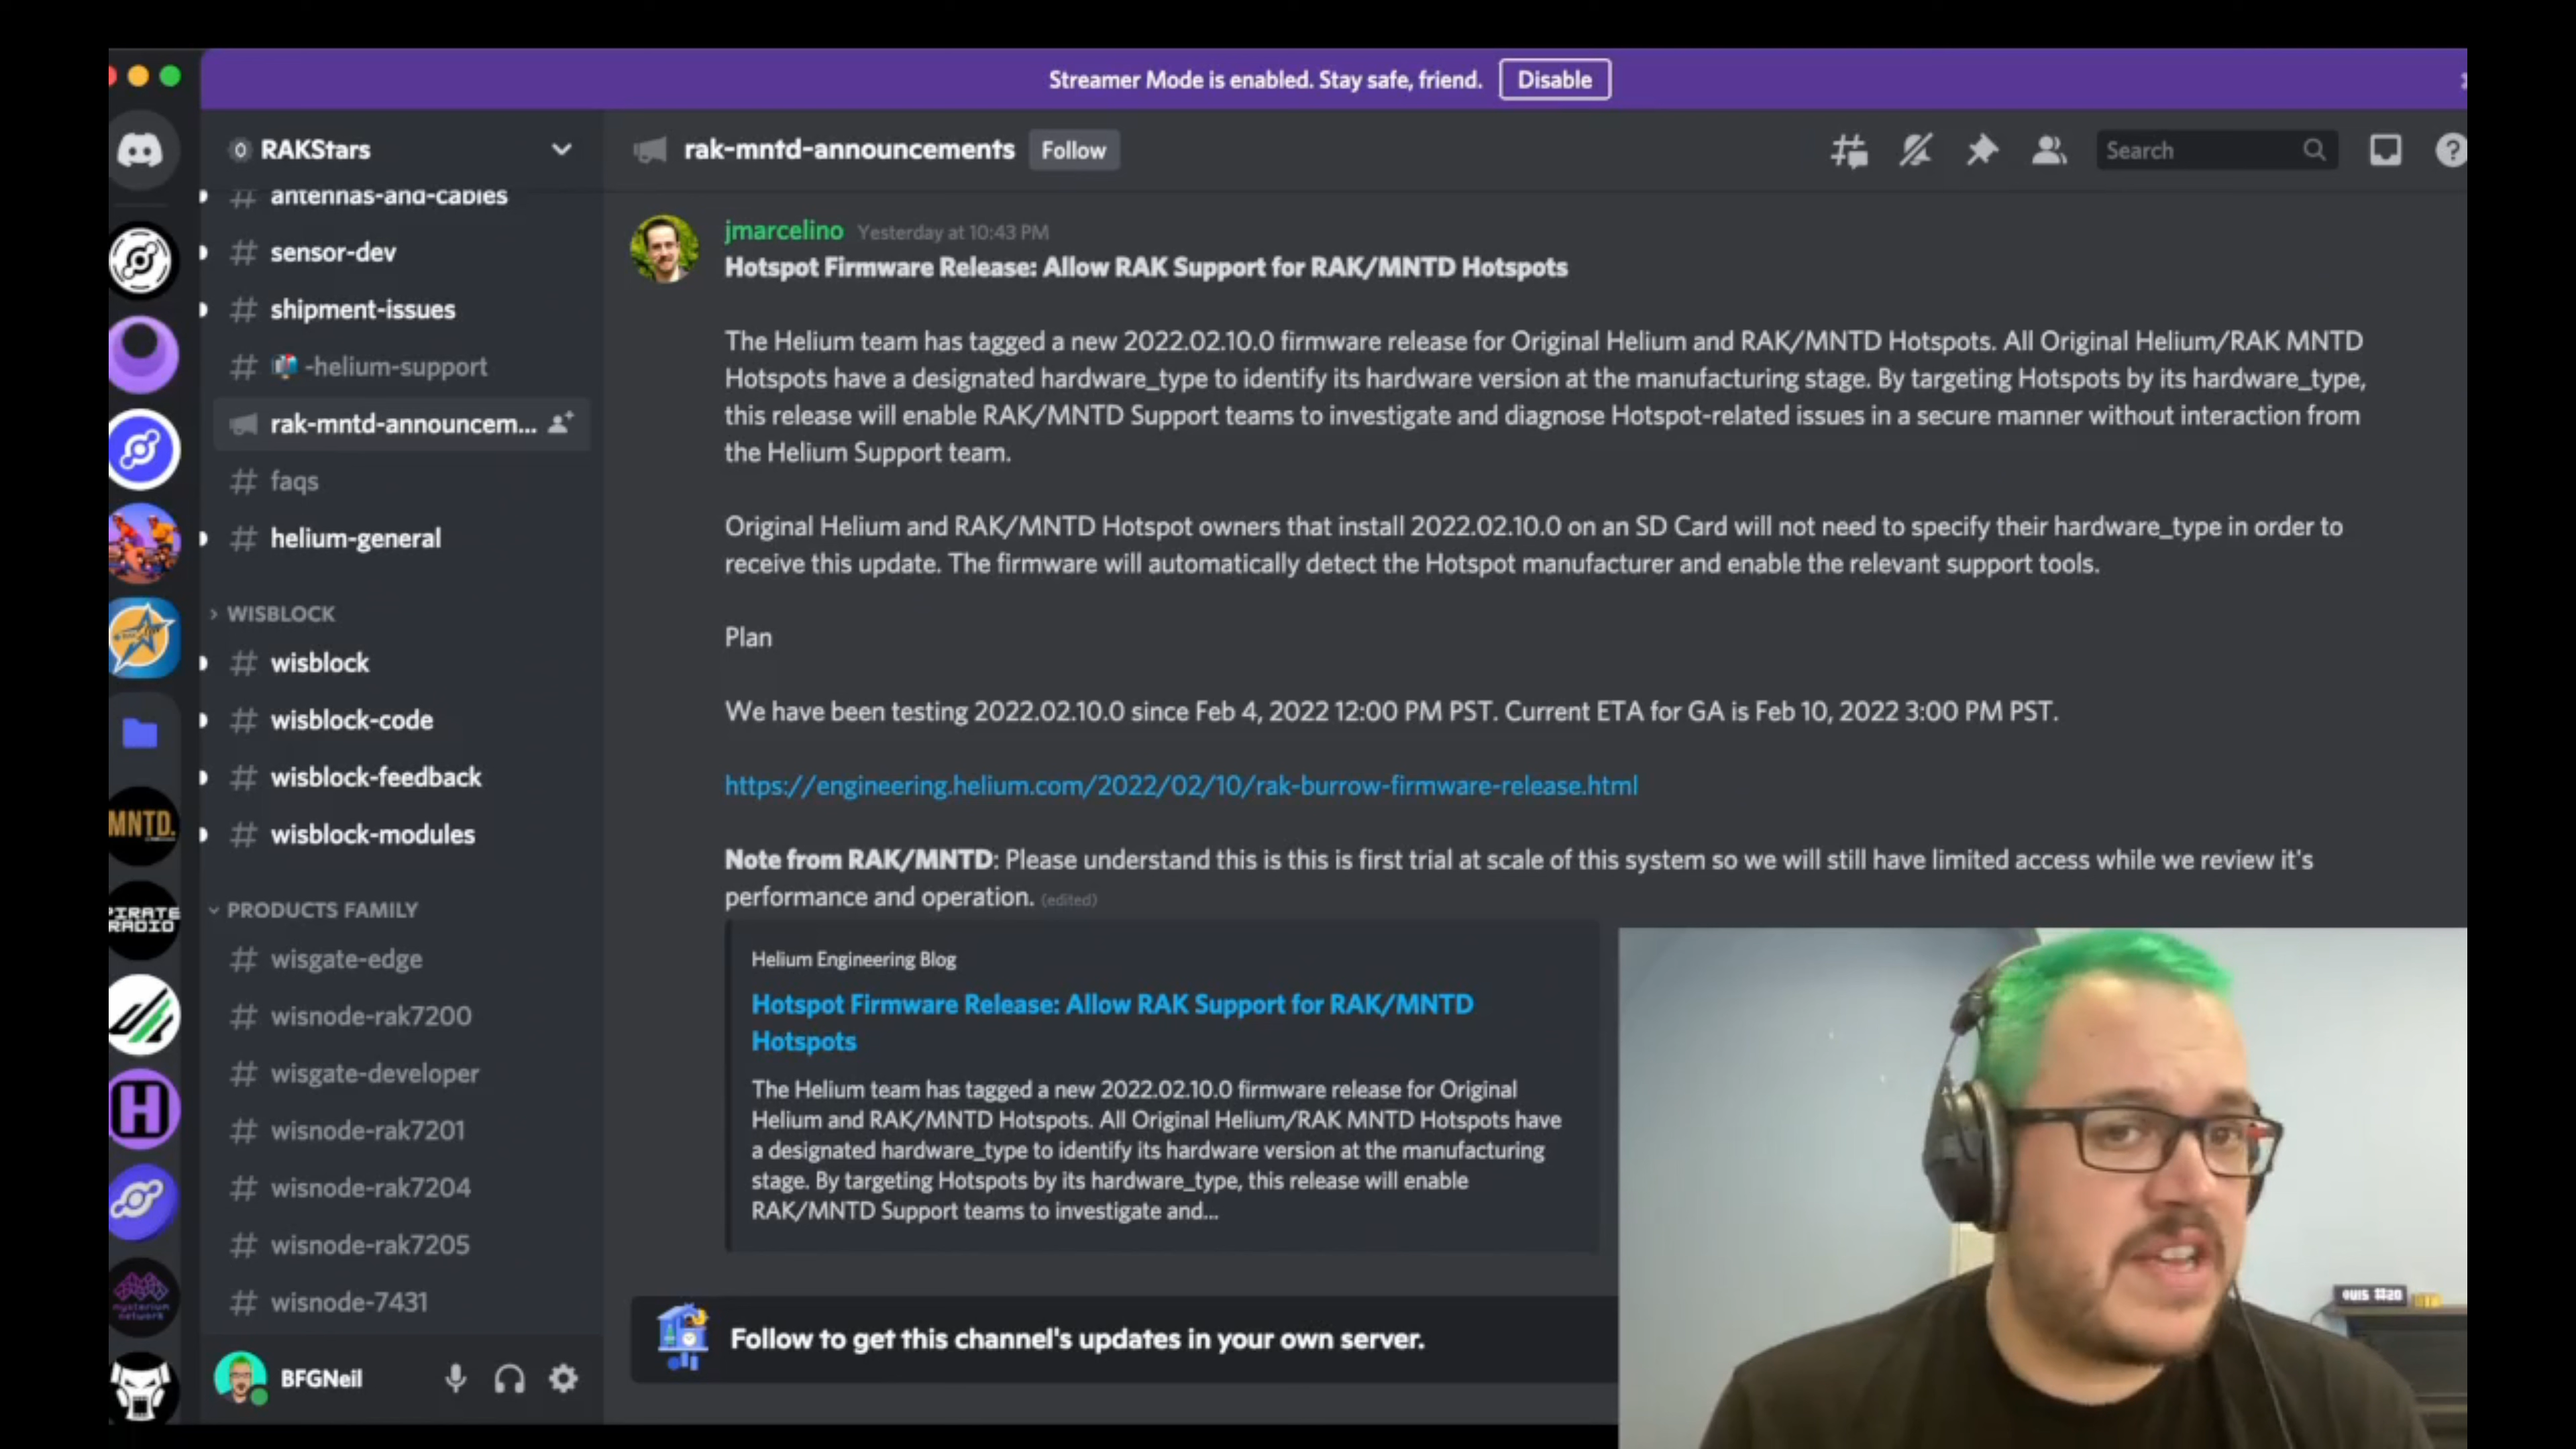 Streamer Mode is enabled. Stay safe, friend. Disable
RAKStars
antennas-and-cables
sensor-dev
shipment-issues
-helium-support
rak-mntd-announcem...
faqs
helium-general
WISBLOCK
wisblock
wisblock-code
wisblock-feedback
wisblock-modules
PRODUCTS FAMILY
wisgate-edge
wisnode-rak7200
wisgate-developer
wisnode-rak7201
wisnode-rak7204
wisnode-rak7205
wisnode-7431
BFGNeil
MNTD.
PIRATE
RADIO
H
mysterium
network
rak-mntd-announcements Follow
Search
jmarcelino Yesterday at 10:43 PM
Hotspot Firmware Release: Allow RAK Support for RAK/MNTD Hotspots
The Helium team has tagged a new 2022.02.10.0 firmware release for Original Helium and RAK/MNTD Hotspots. All Original Helium/RAK MNTD
Hotspots have a designated hardware_type to identify its hardware version at the manufacturing stage. By targeting Hotspots by its hardware_type,
this release will enable RAK/MNTD Support teams to investigate and diagnose Hotspot-related issues in a secure manner without interaction from
the Helium Support team.
Original Helium and RAK/MNTD Hotspot owners that install 2022.02.10.0 on an SD Card will not need to specify their hardware_type in order to
receive this update. The firmware will automatically detect the Hotspot manufacturer and enable the relevant support tools.
Plan
We have been testing 2022.02.10.0 since Feb 4, 2022 12:00 PM PST. Current ETA for GA is Feb 10, 2022 3:00 PM PST.
https://engineering.helium.com/2022/02/10/rak-burrow-firmware-release.html
Note from RAK/MNTD: Please understand this is this is first trial at scale of this system so we will still have limited access while we review it's
performance and operation. (edited)
Helium Engineering Blog
Hotspot Firmware Release: Allow RAK Support for RAK/MNTD
Hotspots
The Helium team has tagged a new 2022.02.10.0 firmware release for Original
Helium and RAK/MNTD Hotspots. All Original Helium/RAK MNTD Hotspots have
a designated hardware_type to identify its hardware version at the manufacturing
stage. By targeting Hotspots by its hardware_type, this release will enable
RAK/MNTD Support teams to investigate and...
Follow to get this channel's updates in your own server.